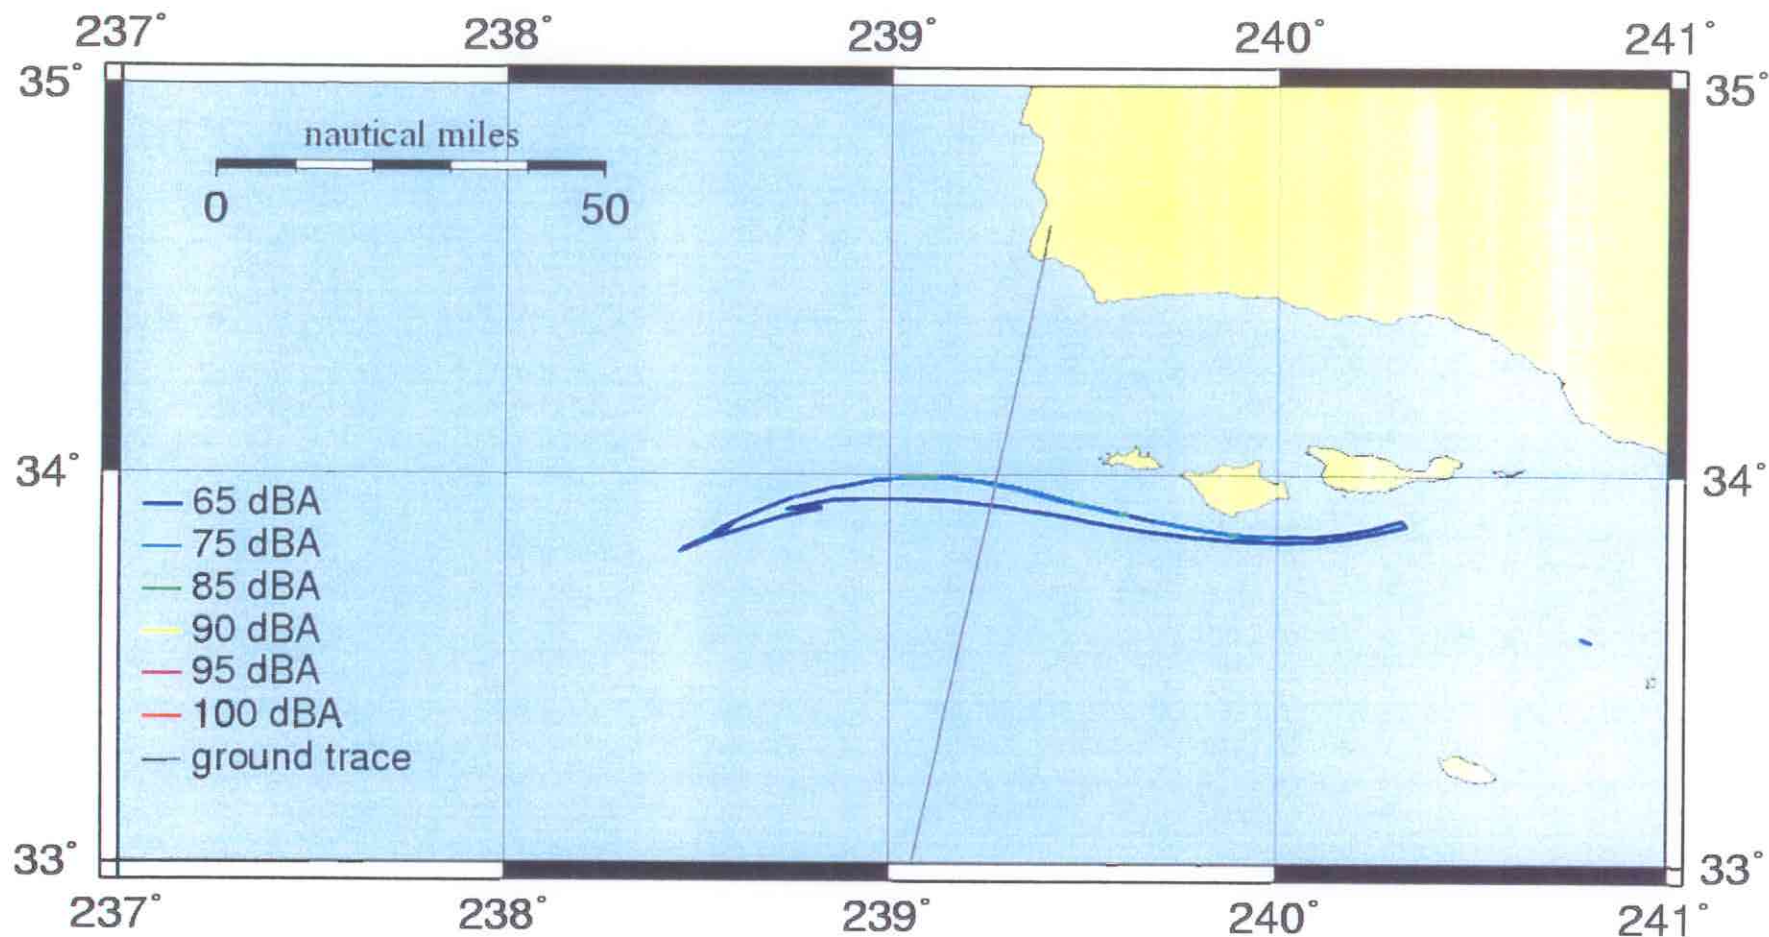 237° 238° 239° 240° 241°
35° 35°
nautical miles
0 50
34° 34°
65 dBA
75 dBA
85 dBA
90 dBA
95 dBA
100 dBA
ground trace
33° 33°
237° 238° 239° 240° 241°